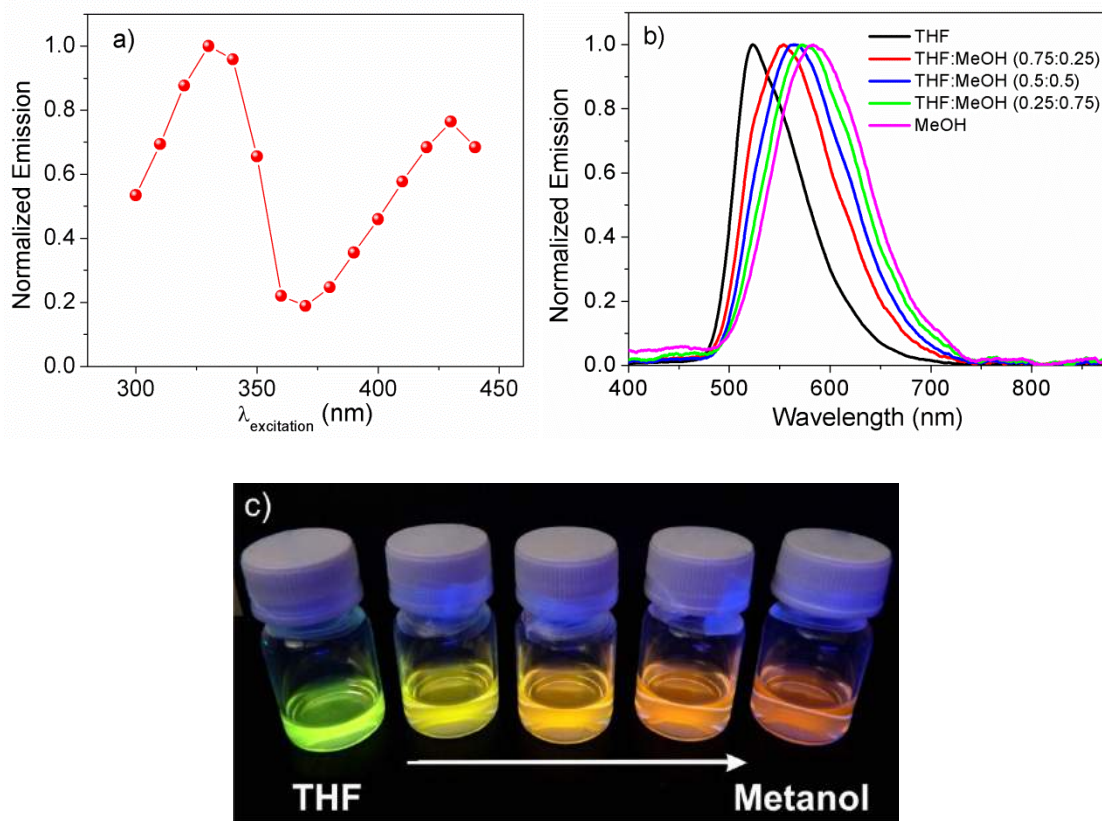 a)
Normalized Emission
1.0
0.8
0.6
0.4
0.2
0.0
300 350 400 450
λexcitation (nm)
b)
Normalized Emission
1.0
0.8
0.6
0.4
0.2
0.0
400 500 600 700 800
Wavelength (nm)
THF
THF:MeOH (0.75:0.25)
THF:MeOH (0.5:0.5)
THF:MeOH (0.25:0.75)
MeOH
c)
THF Metanol